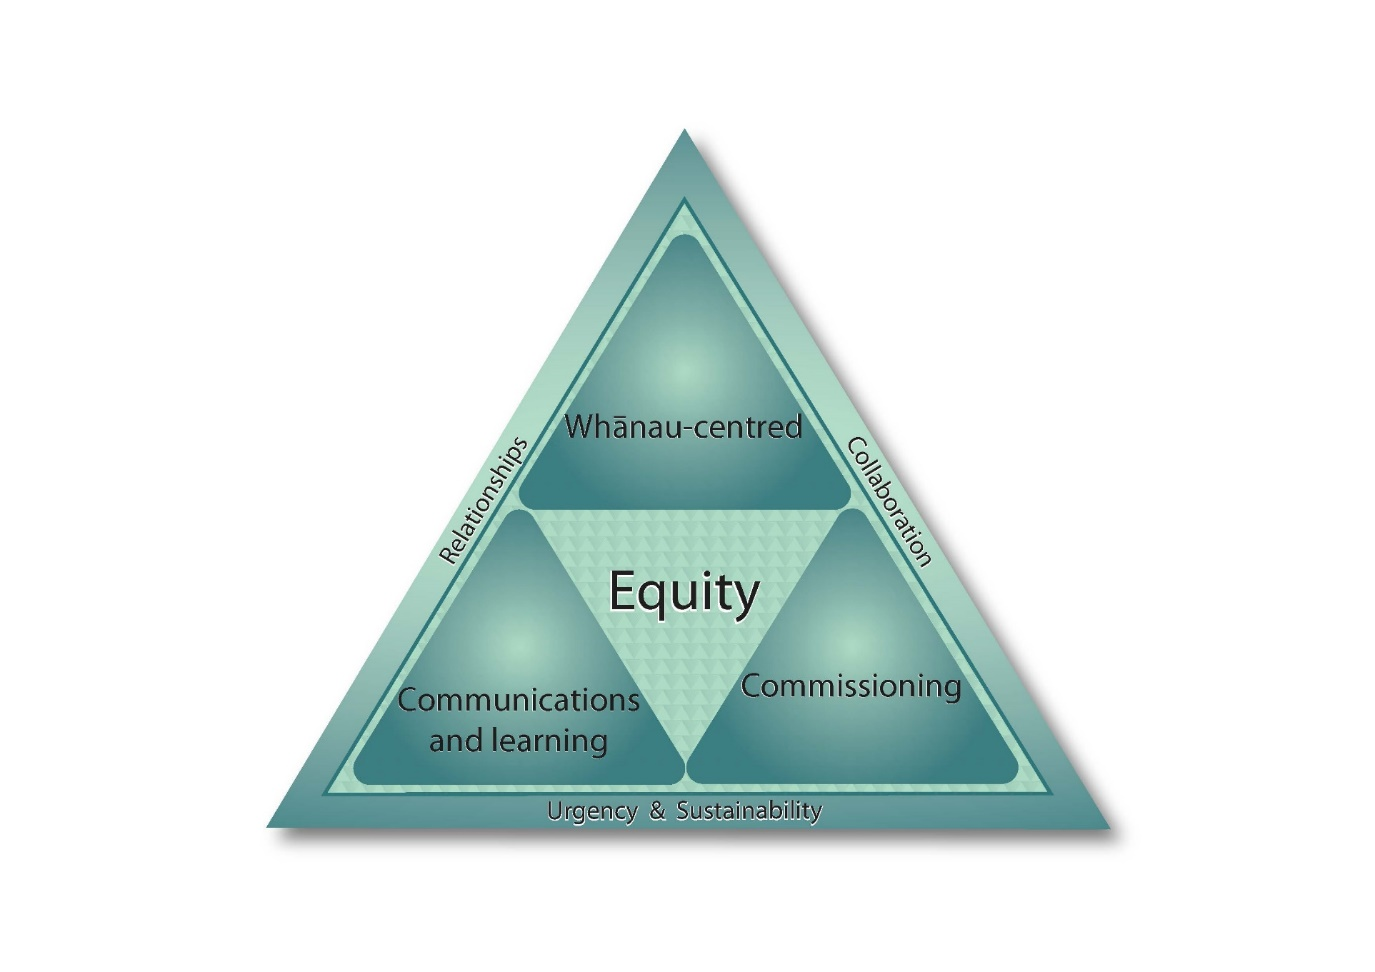 Whānau-centred
Relationships
Collaboration
Equity
Communications
and learning
Commissioning
Urgency & Sustainability